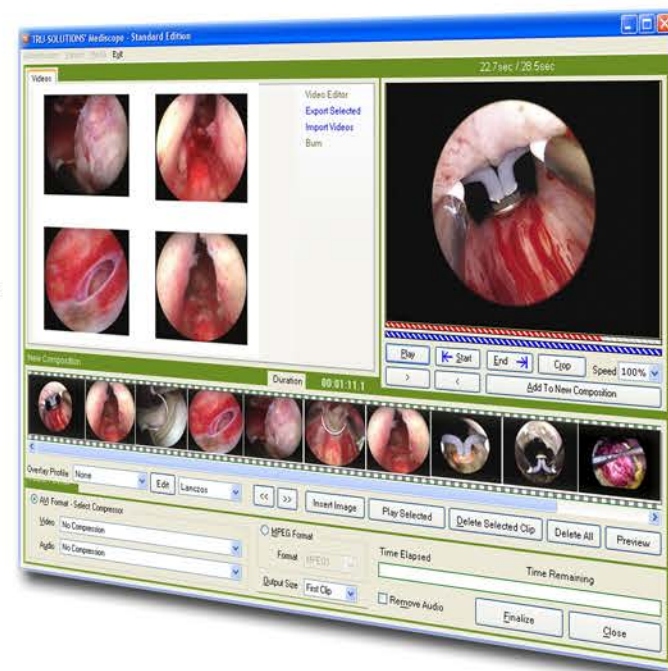 TRU-SOLUTIONS' Mediscope - Standard Edition
Exit
Videos
Video Editor
Export Selected
Import Videos
Burn
22.7sec / 28.5sec
Play
Start
End
Crop
Speed
100%
>
<
Add To New Composition
New Composition
Duration
00:01:11.1
Overlay Profile
None
Edit
Lanczos
<<
>>
Insert Image
Play Selected
Delete Selected Clip
Delete All
Preview
AVI Format - Select Compressor
Video
No Compression
Audio
No Compression
MPEG Format
Format
MPEG1
Output Size
First Clip
Time Elapsed
Time Remaining
Remove Audio
Finalize
Close